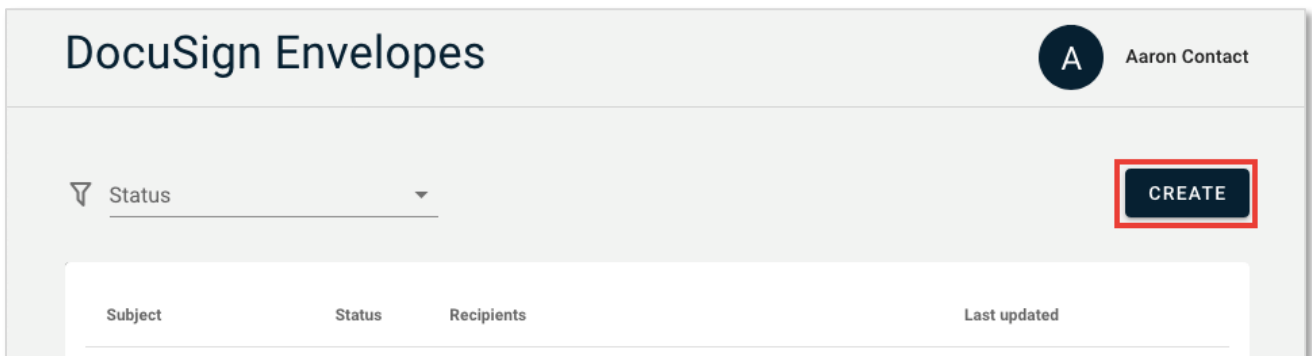 DocuSign Envelopes
A
Aaron Contact
Status
CREATE
Subject Status Recipients Last updated